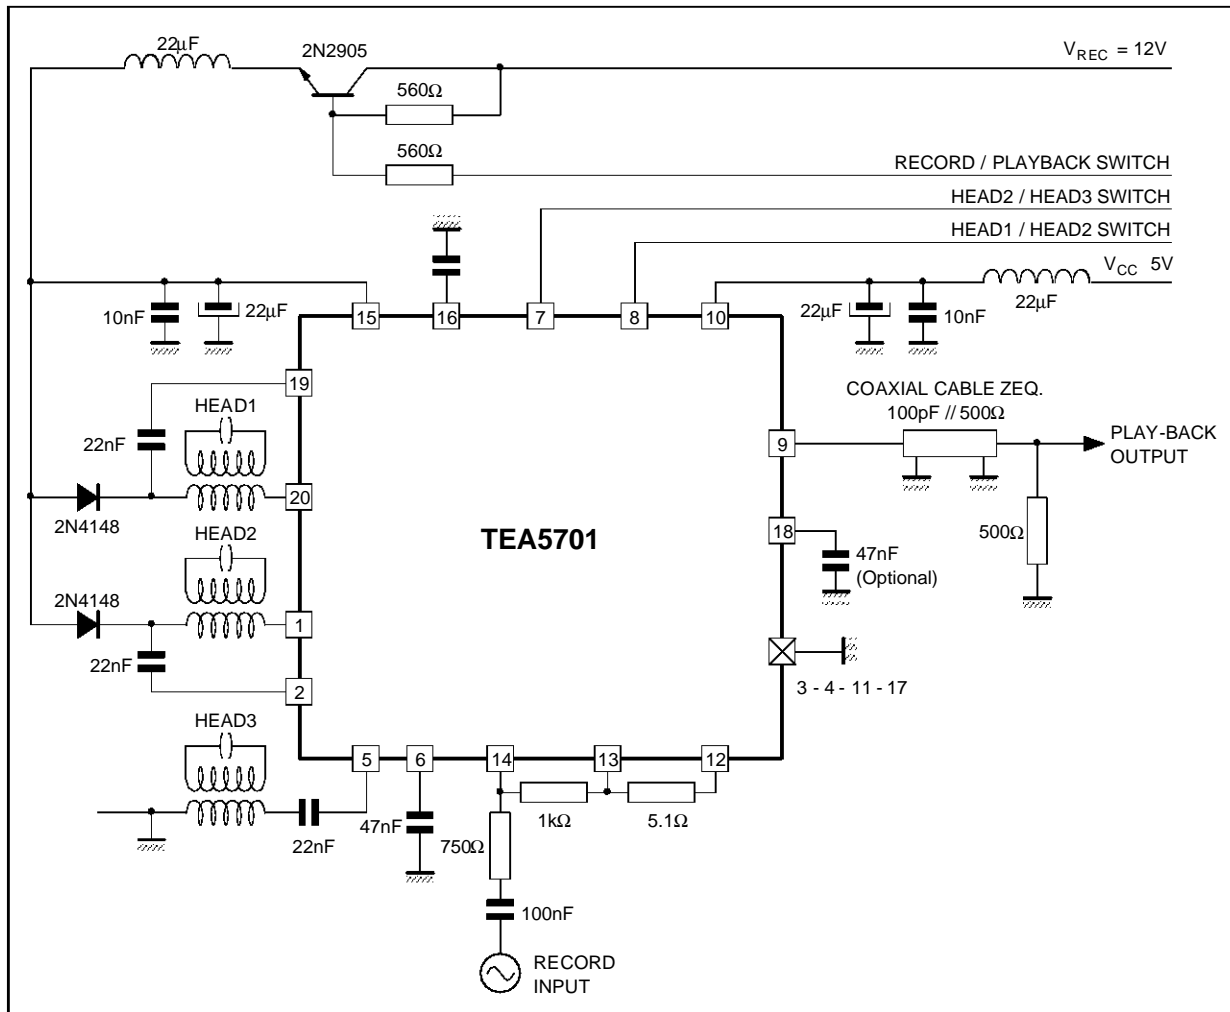 22µF
2N2905
V REC = 12V
560Ω
560Ω
RECORD / PLAYBACK SWITCH
HEAD2 / HEAD3 SWITCH
HEAD1 / HEAD2 SWITCH
VCC 5V
10nF
22µF
15
16
7
8
10
22µF
10nF
22µF
19
HEAD1
22nF
COAXIAL CABLE ZEQ.
100pF // 500Ω
9
PLAY-BACK
OUTPUT
20
2N4148
HEAD2
TEA5701
18
47nF
(Optional)
500Ω
2N4148
1
22nF
2
3 - 4 - 11 - 17
HEAD3
5
6
14
13
12
22nF
47nF
750Ω
1kΩ
5.1Ω
100nF
RECORD
INPUT